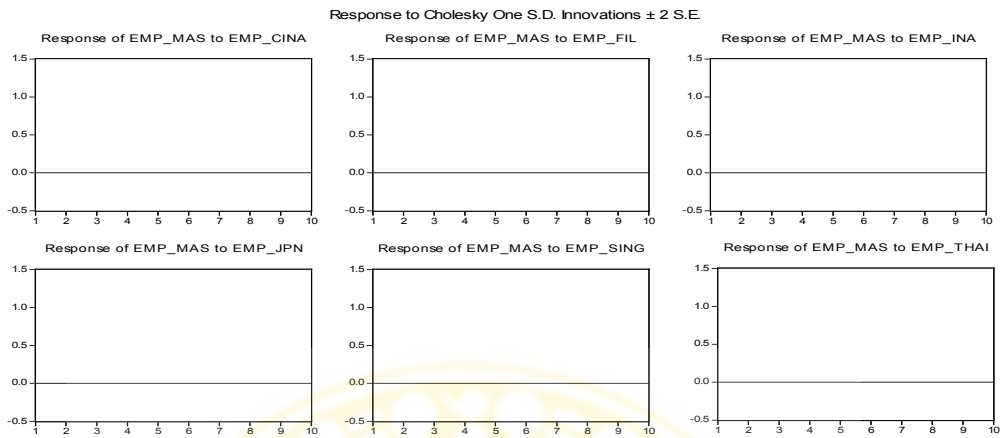 Response to Cholesky One S.D. Innovations ± 2 S.E.
Response of EMP_MAS to EMP_CINA
1.5
1.0
0.5
0.0
-0.5
1 2 3 4 5 6 7 8 9 10
Response of EMP_MAS to EMP_FIL
1.5
1.0
0.5
0.0
-0.5
1 2 3 4 5 6 7 8 9 10
Response of EMP_MAS to EMP_INA
1.5
1.0
0.5
0.0
-0.5
1 2 3 4 5 6 7 8 9 10
Response of EMP_MAS to EMP_JPN
1.5
1.0
0.5
0.0
-0.5
1 2 3 4 5 6 7 8 9 10
Response of EMP_MAS to EMP_SING
1.5
1.0
0.5
0.0
-0.5
1 2 3 4 5 6 7 8 9 10
Response of EMP_MAS to EMP_THAI
1.5
1.0
0.5
0.0
-0.5
1 2 3 4 5 6 7 8 9 10